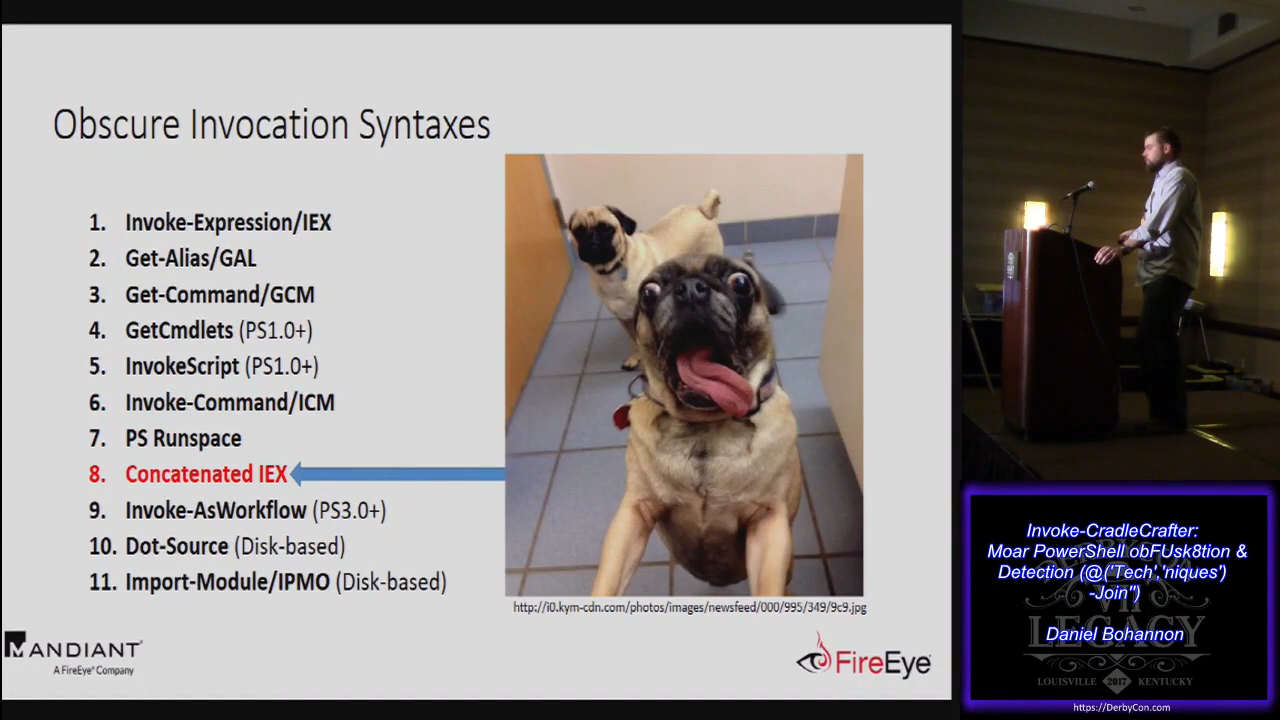 Obscure Invocation Syntaxes
1. Invoke-Expression/IEX
2. Get-Alias/GAL
3. Get-Command/GCM
4. GetCmdlets (PS1.0+)
5. InvokeScript (PS1.0+)
6. Invoke-Command/ICM
7. PS Runspace
8. Concatenated IEX
9. Invoke-AsWorkflow (PS3.0+)
10. Dot-Source (Disk-based)
11. Import-Module/IPMO (Disk-based)
http://i0.kym-cdn.com/photos/images/newsfeed/000/995/349/9c9.jpg
MANDIANT
A FireEye® Company
FireEye
Invoke-CradleCrafter:
Moar PowerShell obFUsk8tion &
Detection (@('Tech','niques')
-Join'')
Daniel Bohannon
LEGACY
LOUISVILLE 2017 KENTUCKY
https://DerbyCon.com